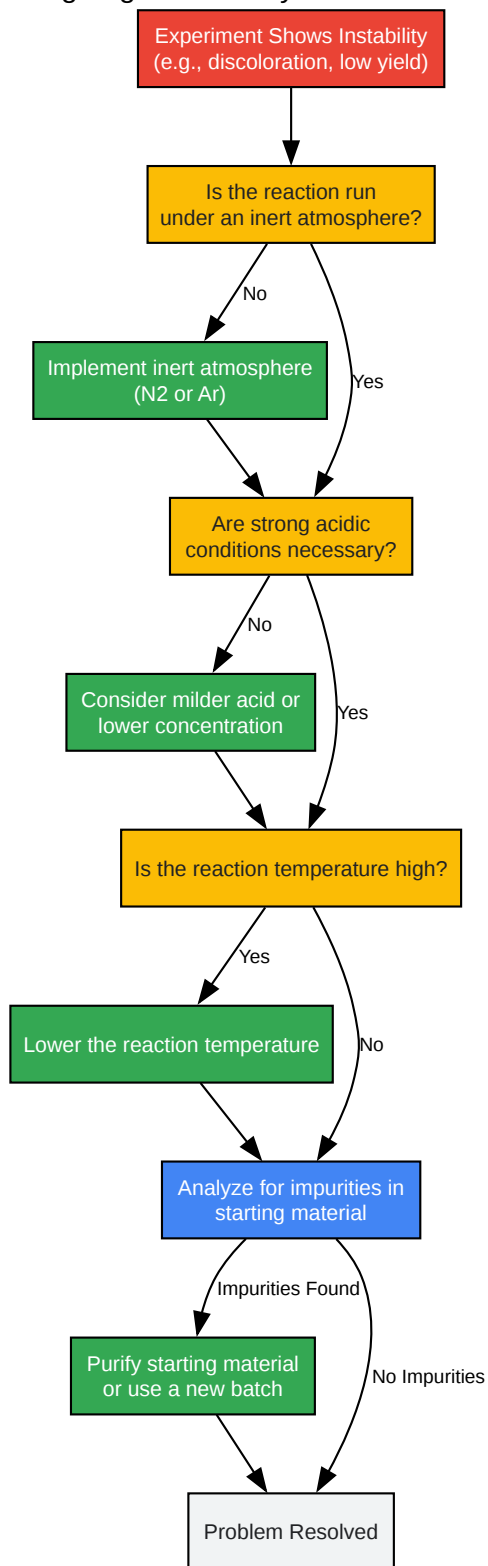 Experiment Shows Instability
(e.g., discoloration, low yield)
Is the reaction run
under an inert atmosphere?
No
Implement inert atmosphere
(N2 or Ar)
Yes
Are strong acidic
conditions necessary?
No
Consider milder acid or
lower concentration
Yes
Is the reaction temperature high?
Yes
Lower the reaction temperature
No
Analyze for impurities in
starting material
Impurities Found
Purify starting material
or use a new batch
No Impurities
Problem Resolved